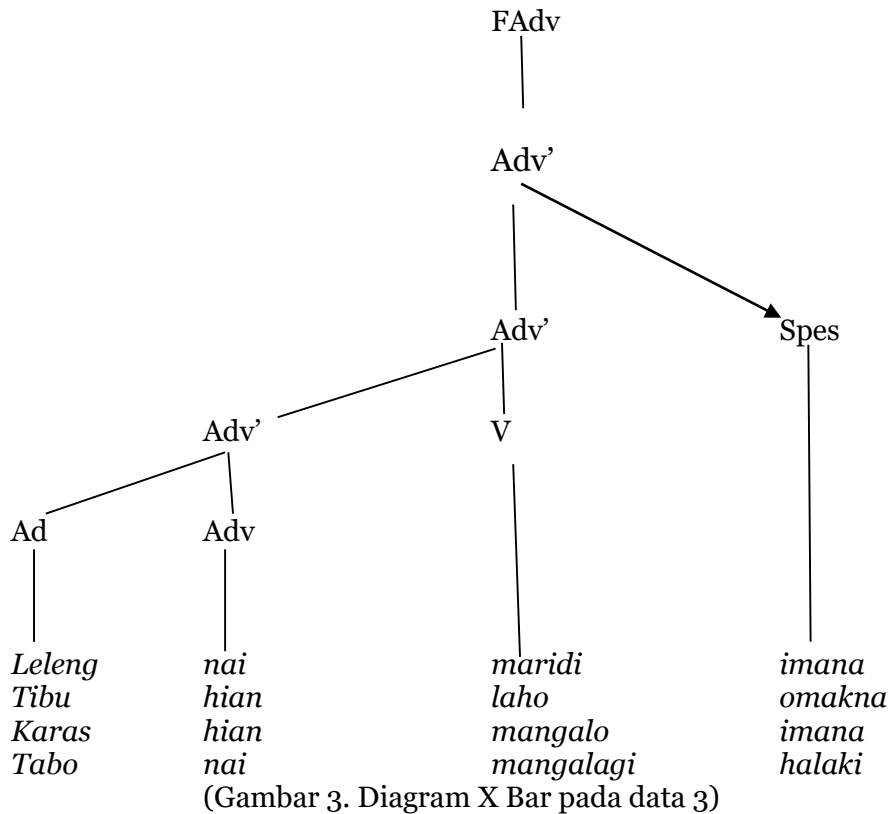 FAdv
Adv’
Adv’ Spes
Adv’ V
Ad Adv
Leleng nai maridi imana
Tibu hian laho omakna
Karas hian mangalo imana
Tabo nai mangalagi halaki
(Gambar 3. Diagram X Bar pada data 3)